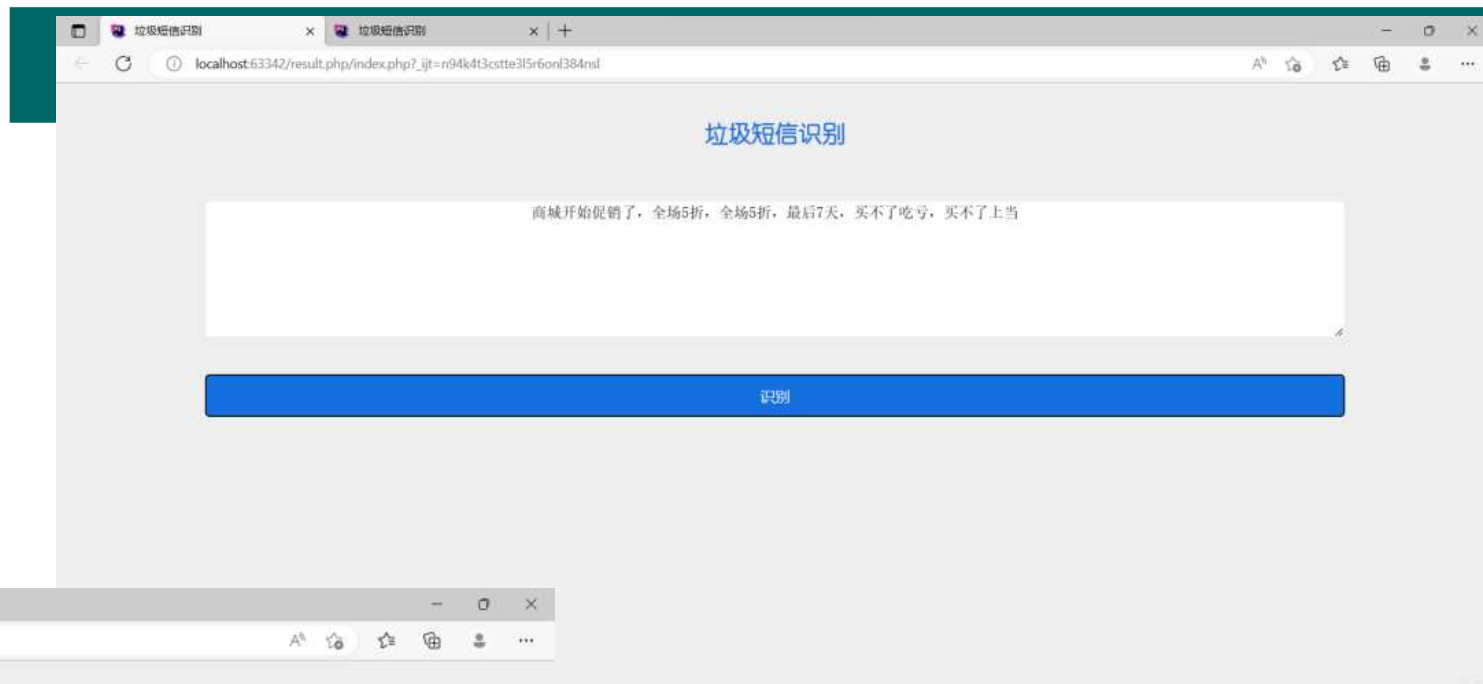 垃圾短信识别
垃圾短信识别
localhost:63342/result.php/index.php?_ijt=n94k4t3cstte3l5r6onl384nsl
垃圾短信识别
商城开始促销了，全场5折，全场5折，最后7天，买不了吃亏，买不了上当
识别